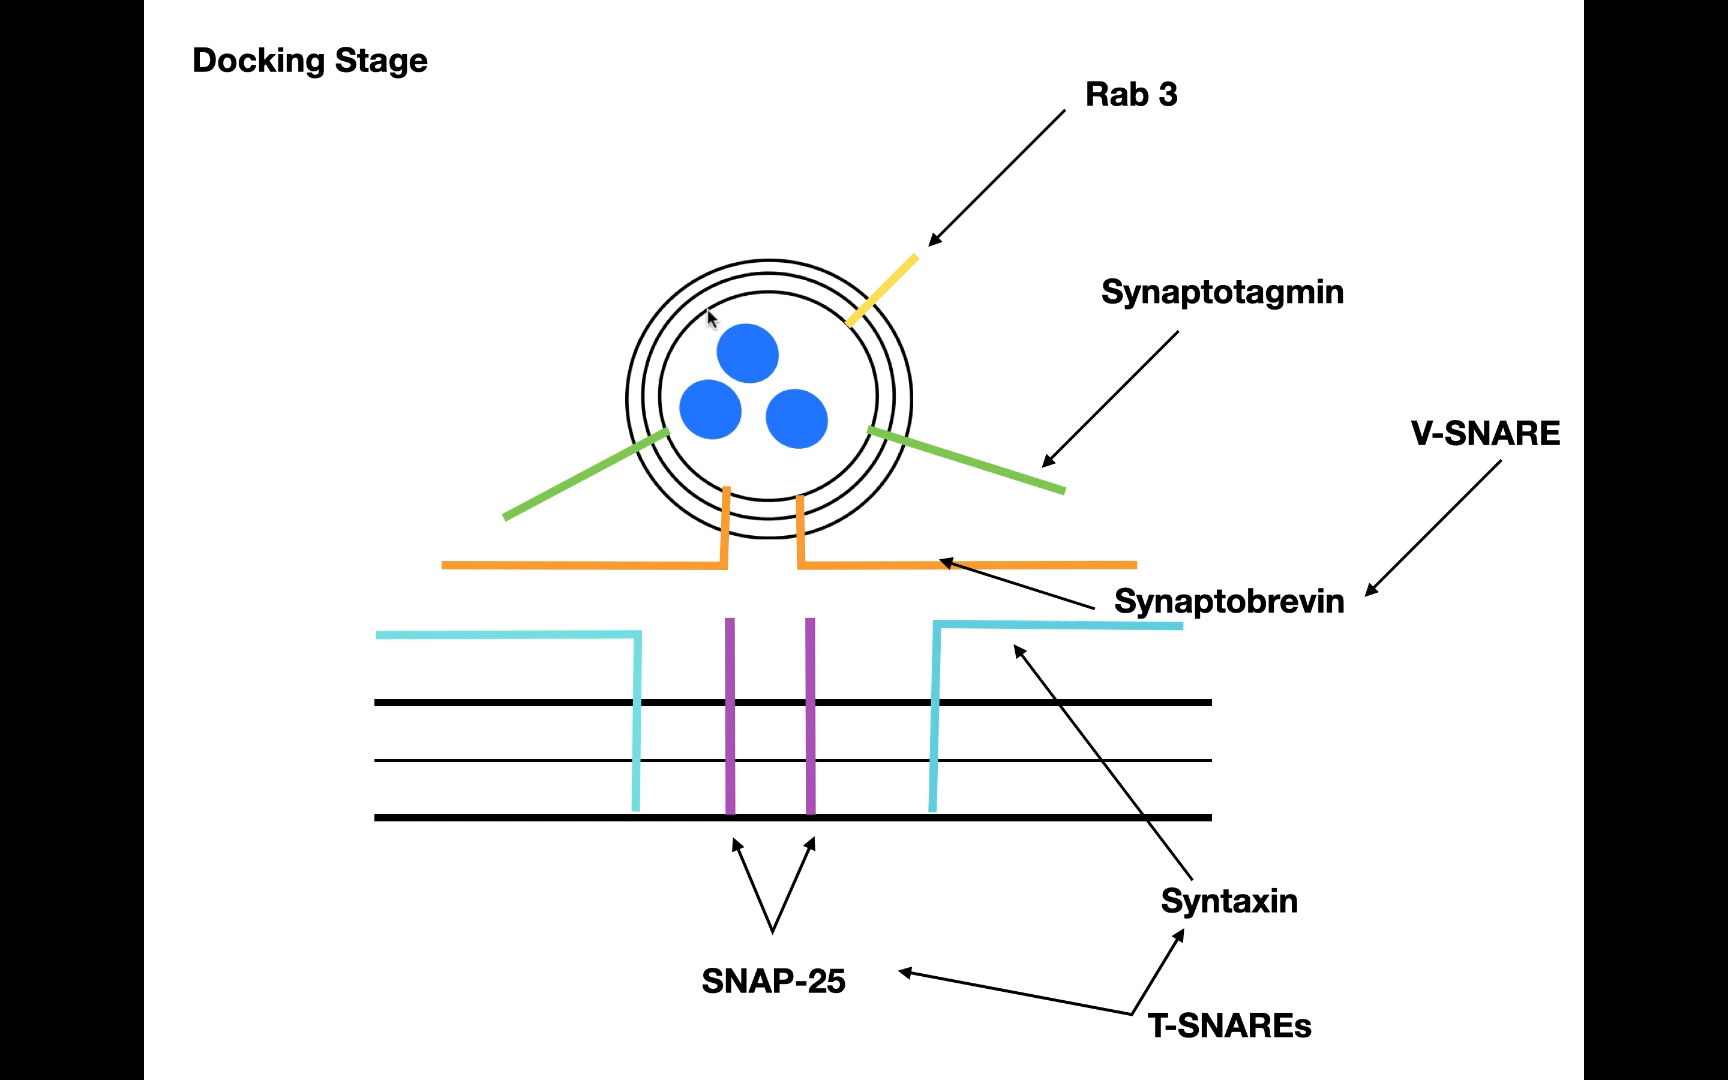 Docking Stage
Rab 3
Synaptotagmin
V-SNARE
Synaptobrevin
Syntaxin
SNAP-25
T-SNAREs